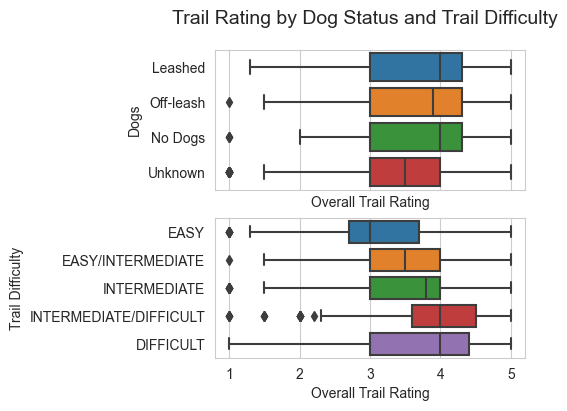 Trail Rating by Dog Status and Trail Difficulty
Dogs
Leashed
Off-leash
No Dogs
Unknown
Overall Trail Rating
Trail Difficulty
EASY
EASY/INTERMEDIATE
INTERMEDIATE
INTERMEDIATE/DIFFICULT
DIFFICULT
1 2 3 4 5
Overall Trail Rating